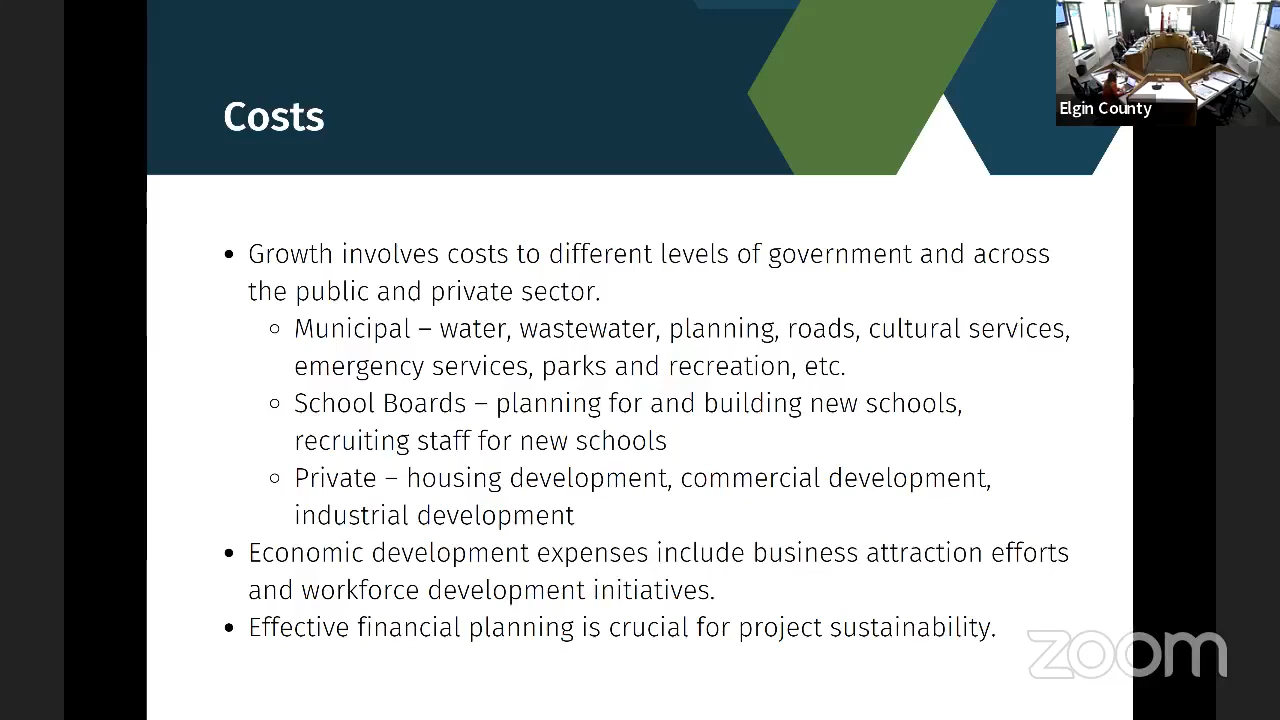 Costs
Elgin County
• Growth involves costs to different levels of government and across
the public and private sector.
○ Municipal – water, wastewater, planning, roads, cultural services,
emergency services, parks and recreation, etc.
○ School Boards – planning for and building new schools,
recruiting staff for new schools
○ Private – housing development, commercial development,
industrial development
• Economic development expenses include business attraction efforts
and workforce development initiatives.
• Effective financial planning is crucial for project sustainability.
zoom